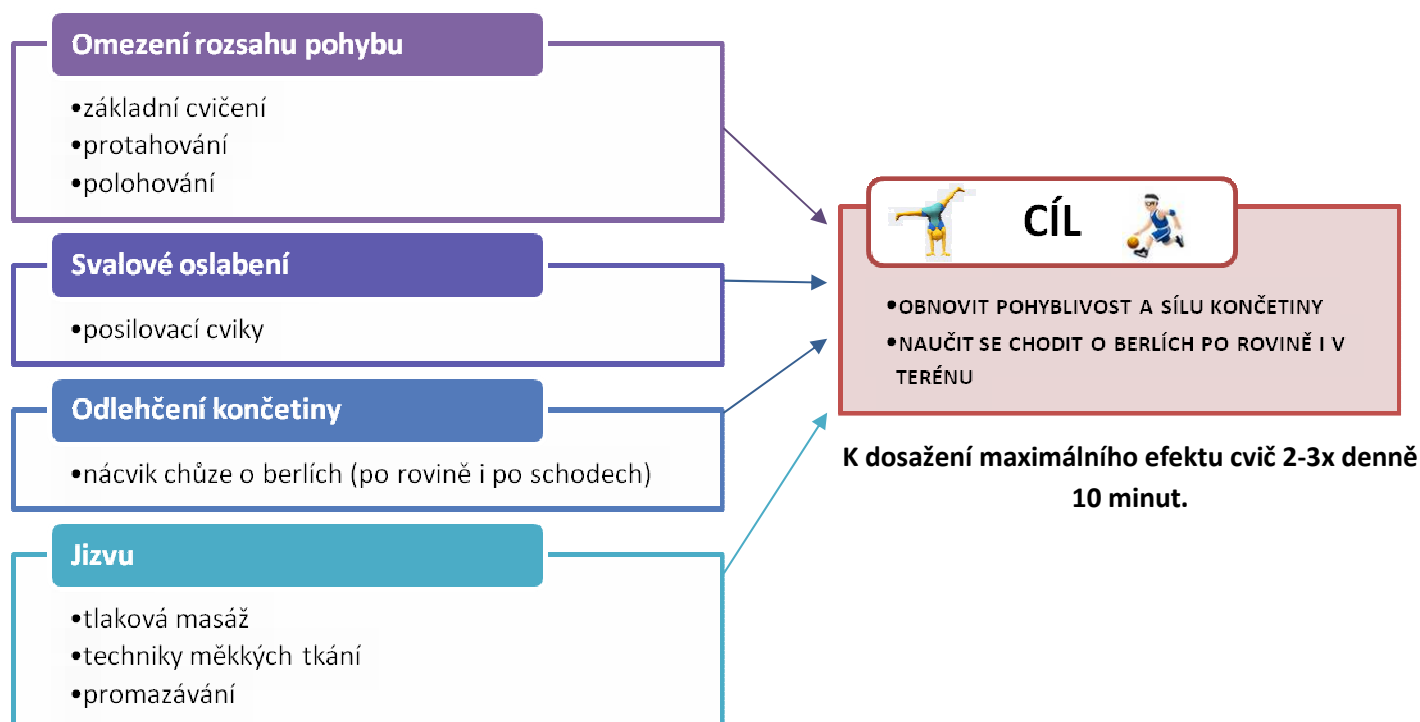 Omezení rozsahu pohybu
•základní cvičení
•protahování
•polohování
Svalové oslabení
•posilovací cviky
Odlehčení končetiny
•nácvik chůze o berlích (po rovině i po schodech)
Jizvu
•tlaková masáž
•techniky měkkých tkání
•promazávání
CÍL
•OBNOVIT POHYBLIVOST A SÍLU KONČETINY
•NAUČIT SE CHODIT O BERLÍCH PO ROVINĚ I V
TERÉNU
K dosažení maximálního efektu cvič 2-3x denně
10 minut.